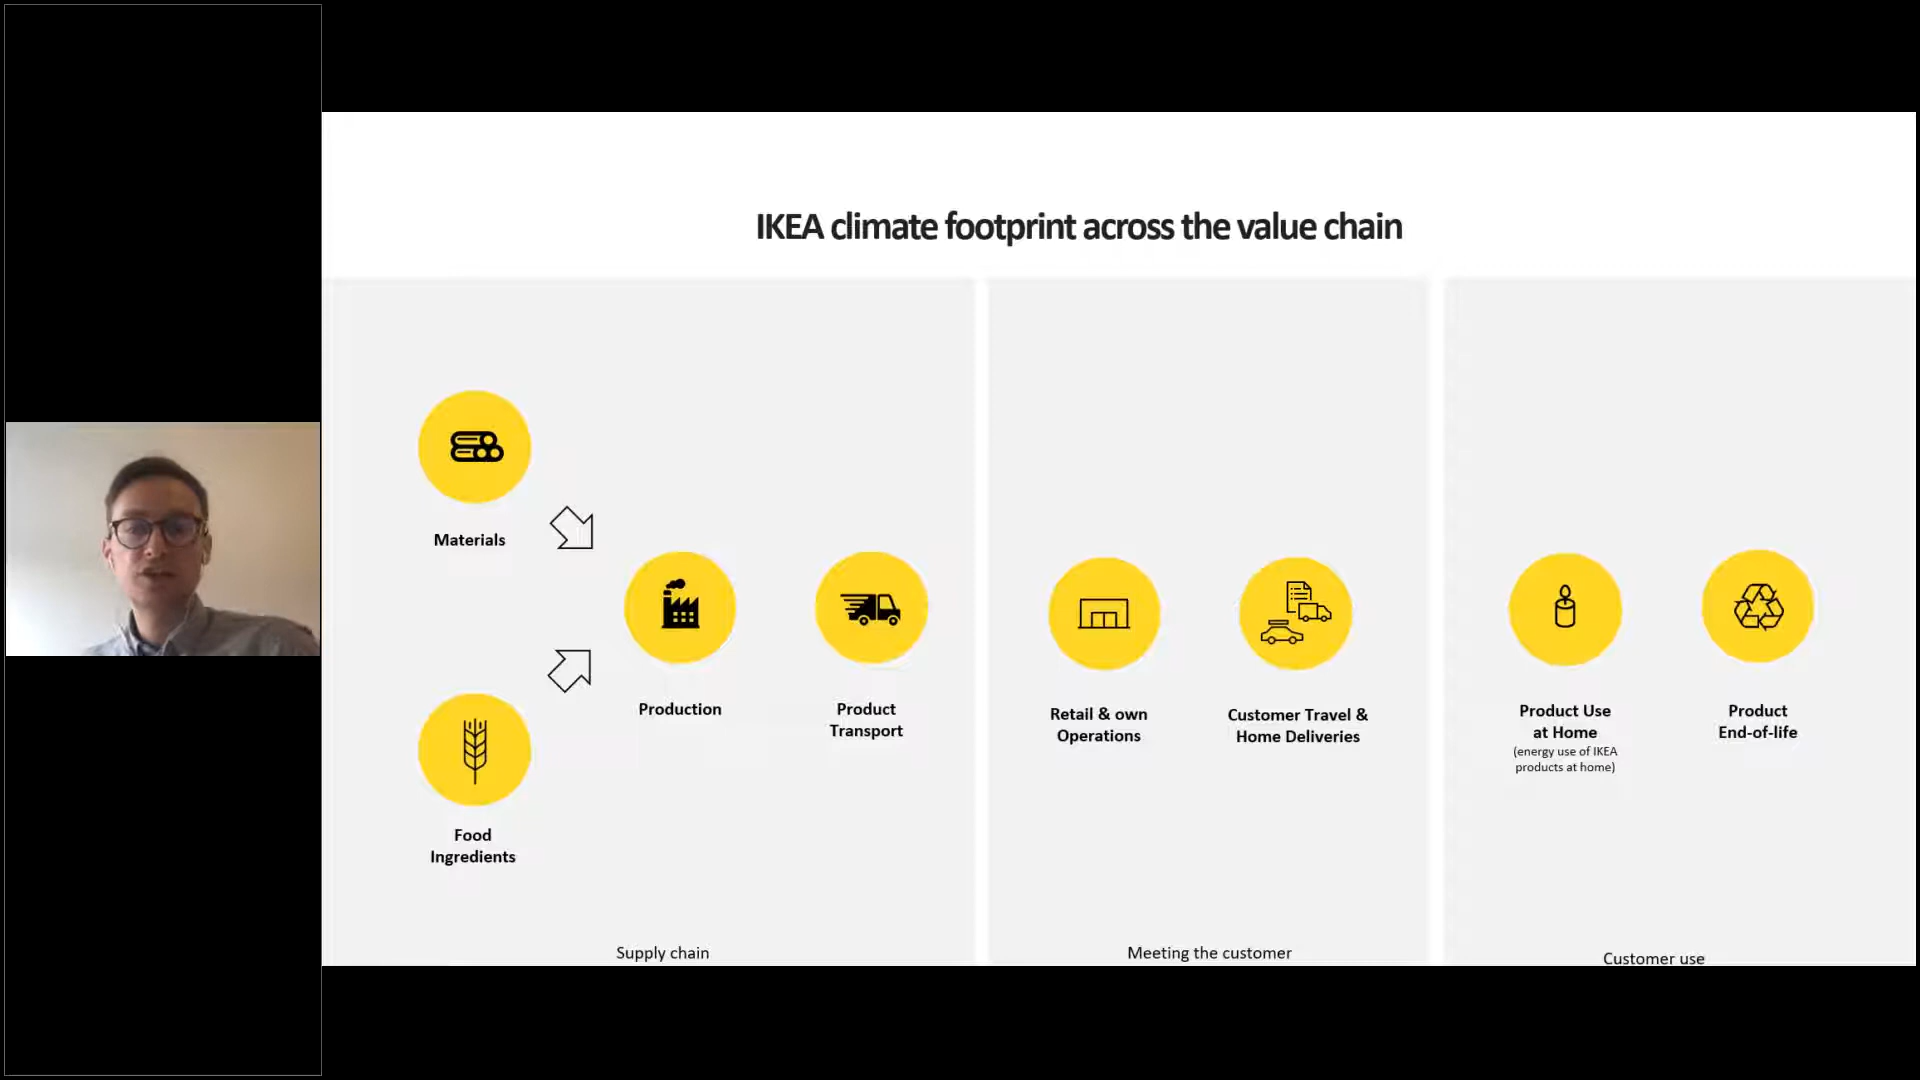 IKEA climate footprint across the value chain
Materials
Food
Ingredients
Production
Product
Transport
Supply chain
Retail & own
Operations
Customer Travel &
Home Deliveries
Meeting the customer
Product Use
at Home
(energy use of IKEA
products at home)
Product
End-of-life
Customer use